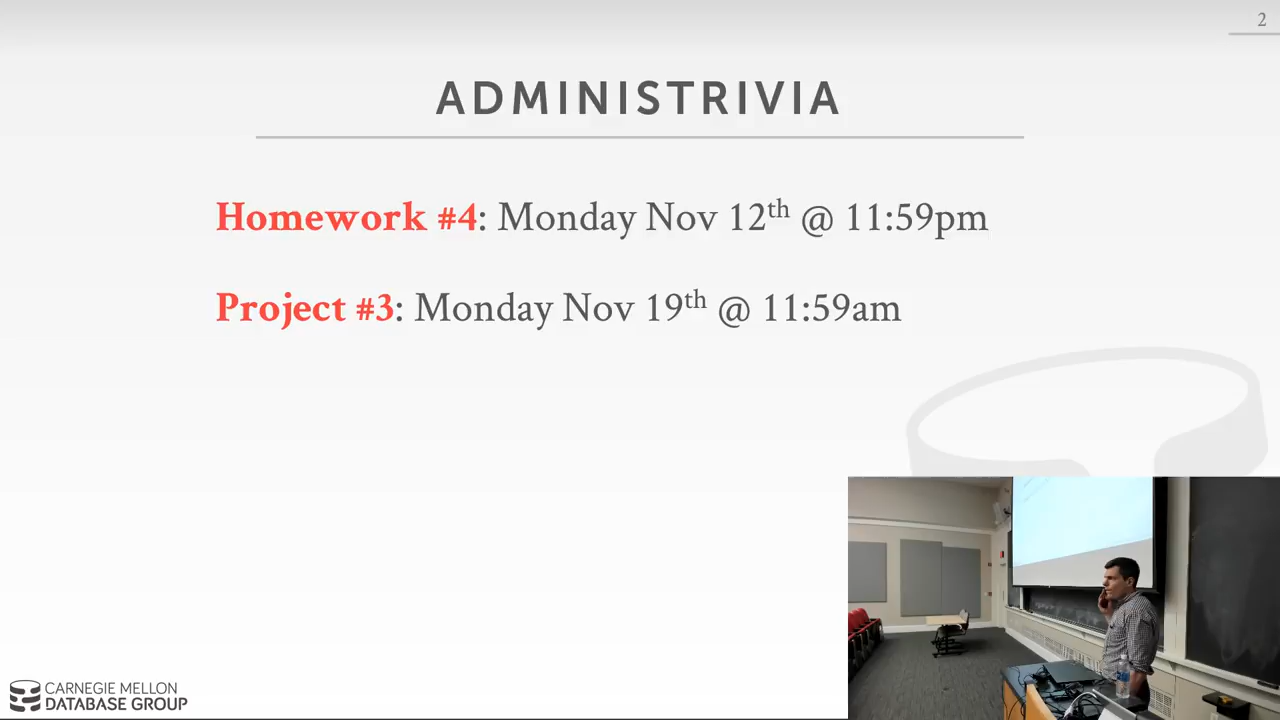 2
ADMINISTRIVIA
Homework #4: Monday Nov 12th @ 11:59pm
Project #3: Monday Nov 19th @ 11:59am
CARNEGIE MELLON
DATABASE GROUP